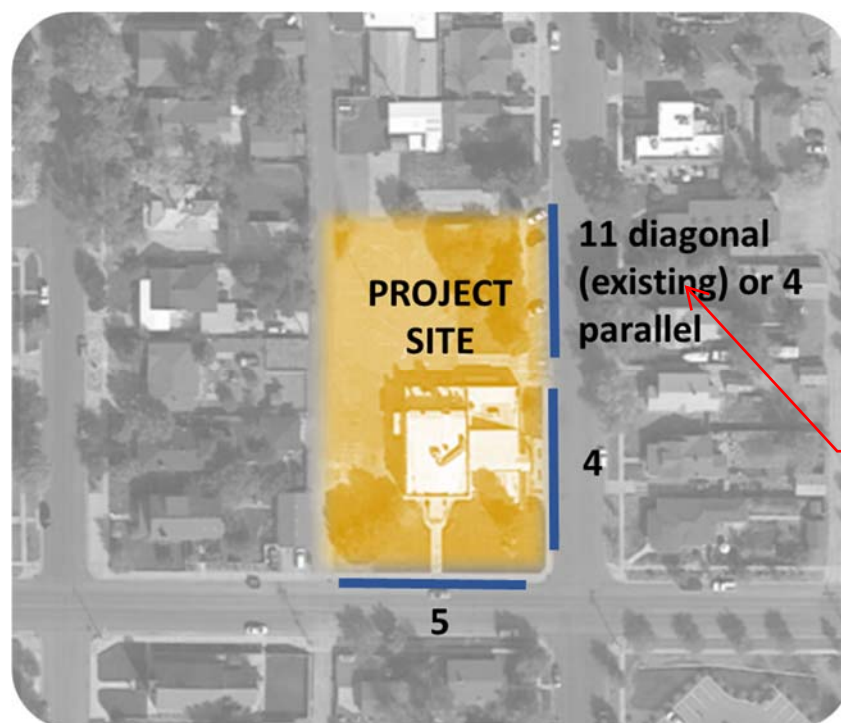 11 diagonal
(existing) or 4
parallel
PROJECT
SITE
4
5